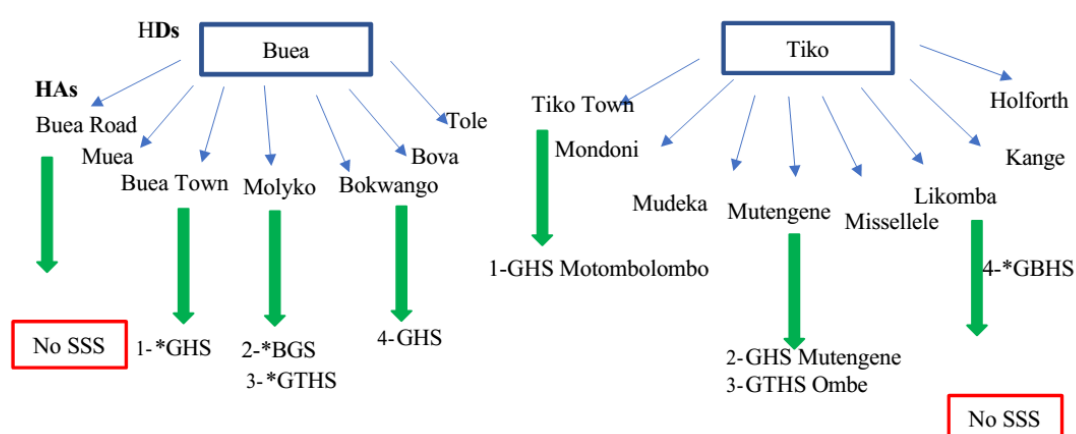 HDs
Buea
HAs
Buea Road
Muea
Buea Town
Molyko
Bokwango
Bova
Tole
No SSS
1-*GHS
2-*BGS
3-*GTHS
4-GHS
Tiko
Tiko Town
Mondoni
Mudeka
Mutengene
Missellele
Likomba
Kange
Holforth
1-GHS Motombolombo
2-GHS Mutengene
3-GTHS Ombe
4-*GBHS
No SSS